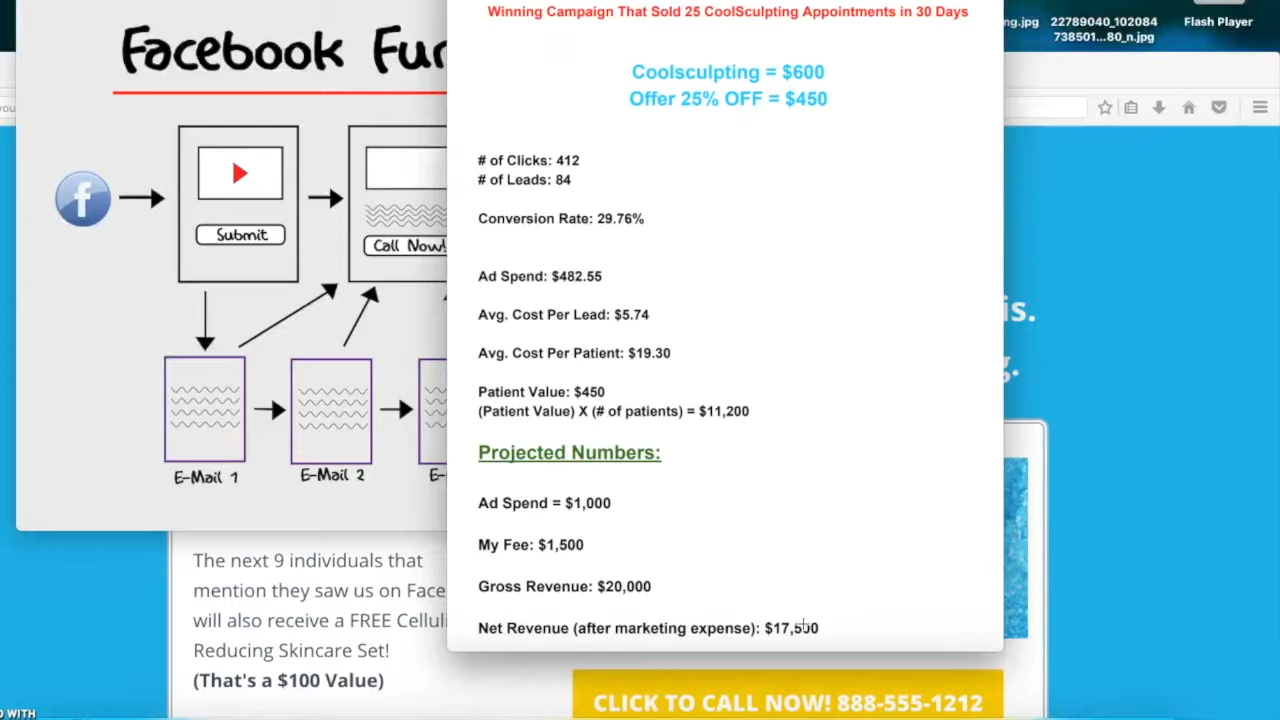 Winning Campaign That Sold 25 CoolSculpting Appointments in 30 Days
ng.jpg
22789040_102084
738501...80_n.jpg
Flash Player
Facebook Fu
Coolsculpting = $600
Offer 25% OFF = $450
# of Clicks: 412
# of Leads: 84
Conversion Rate: 29.76%
Submit
Call Now!
Ad Spend: $482.55
is.
Avg. Cost Per Lead: $5.74
Avg. Cost Per Patient: $19.30
g.
Patient Value: $450
(Patient Value) X (# of patients) = $11,200
Projected Numbers:
E-Mail 1
E-Mail 2
E-
Ad Spend = $1,000
My Fee: $1,500
Gross Revenue: $20,000
Net Revenue (after marketing expense): $17,500
The next 9 individuals that
mention they saw us on Face
will also receive a FREE Cellul
Reducing Skincare Set!
(That's a $100 Value)
CLICK TO CALL NOW! 888-555-1212
WITH